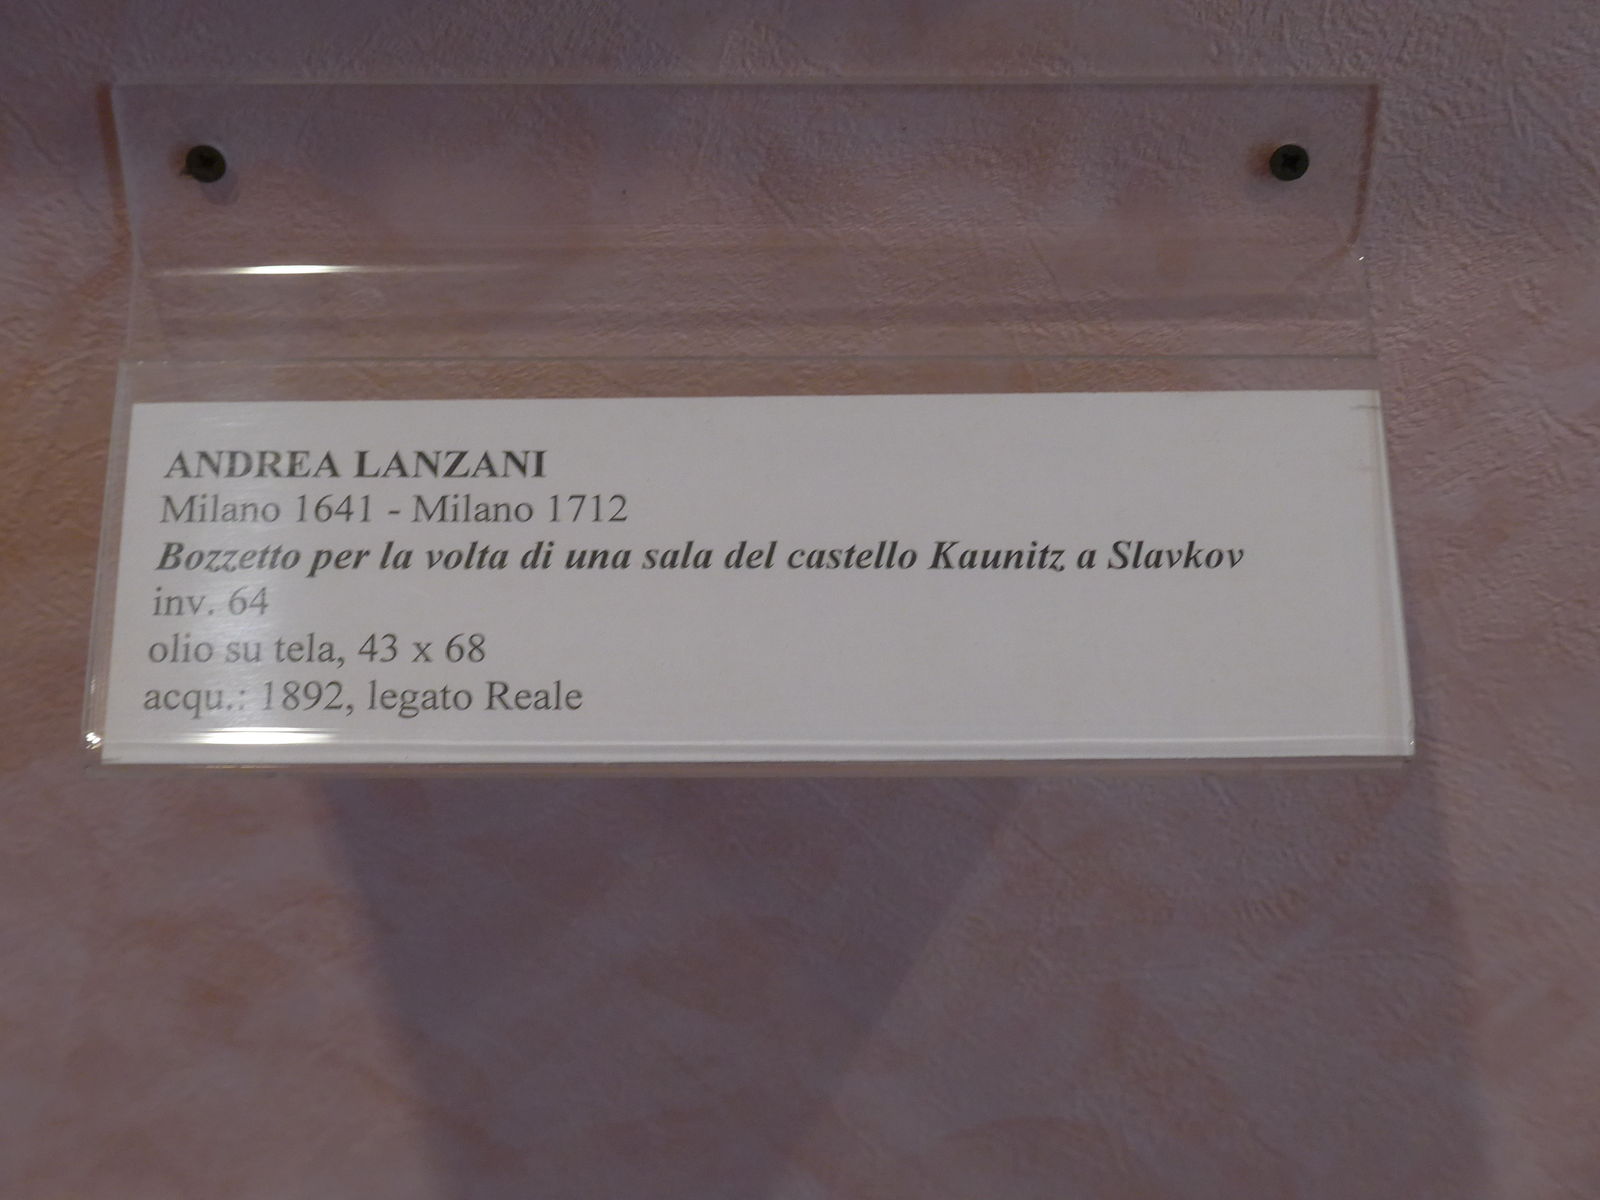 ANDREA LANZANI
Milano 1641 - Milano 1712
Bozzetto per la volta di una sala del castello Kaunitz a Slavkov
inv. 64
olio su tela, 43 x 68
acqu.: 1892, legato Reale